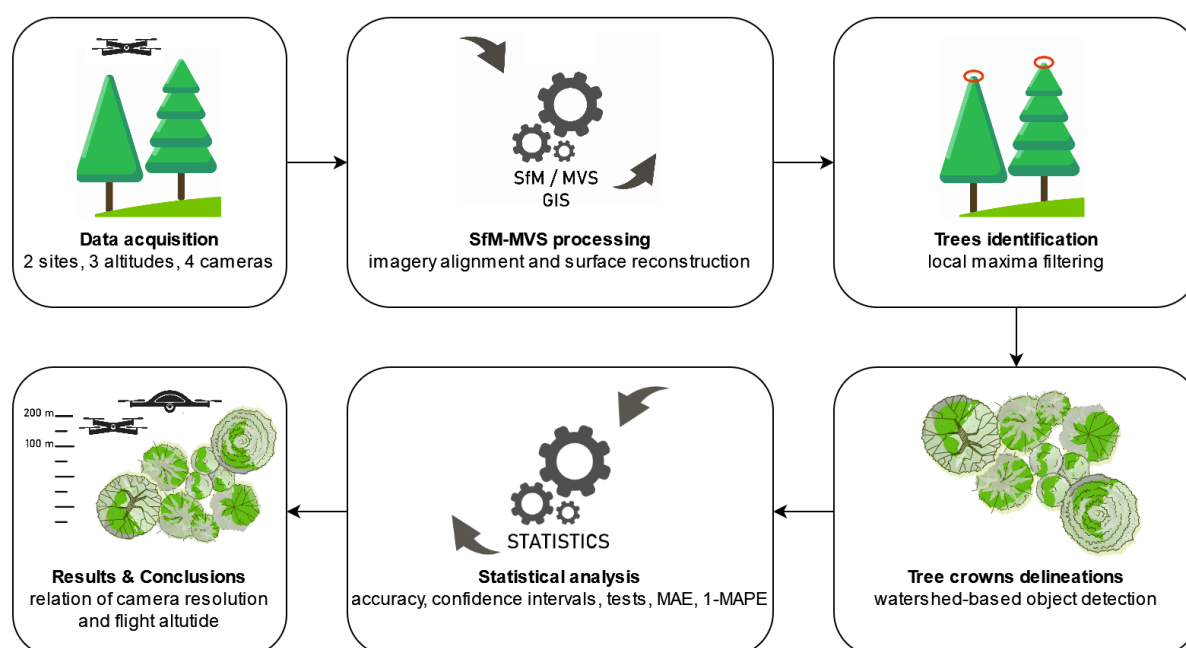 SfM / MVS
GIS
Data acquisition
2 sites, 3 altitudes, 4 cameras
SfM-MVS processing
imagery alignment and surface reconstruction
Trees identification
local maxima filtering
200 m
100 m
Results & Conclusions
relation of camera resolution
and flight altutide
STATISTICS
Statistical analysis
accuracy, confidence intervals, tests, MAE, 1-MAPE
Tree crowns delineations
watershed-based object detection